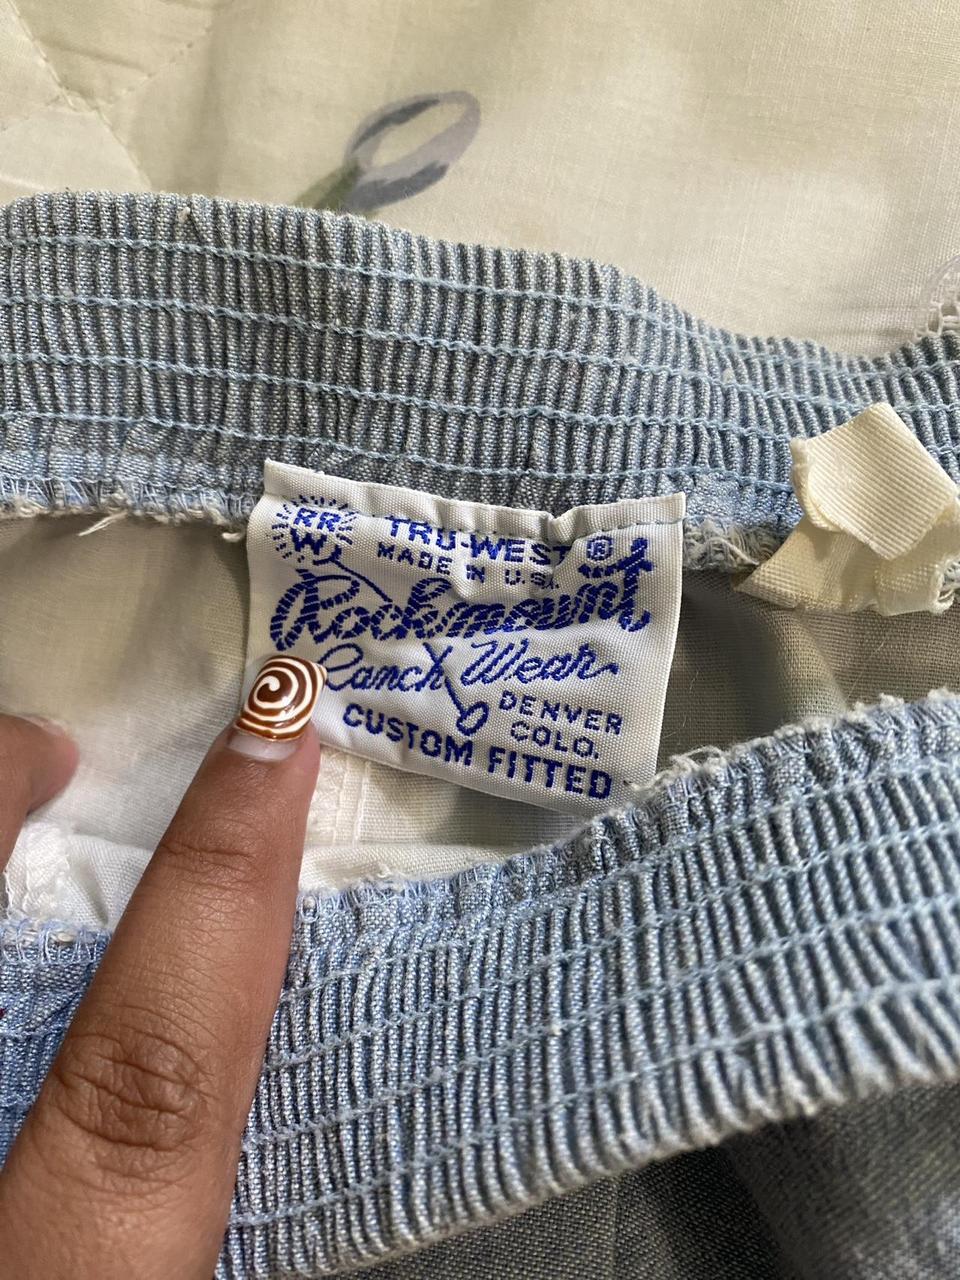 RR
W
TRU-WEST ®
MADE IN U.S.
Rockmount
Ranch Wear
DENVER
COLO.
CUSTOM FITTED